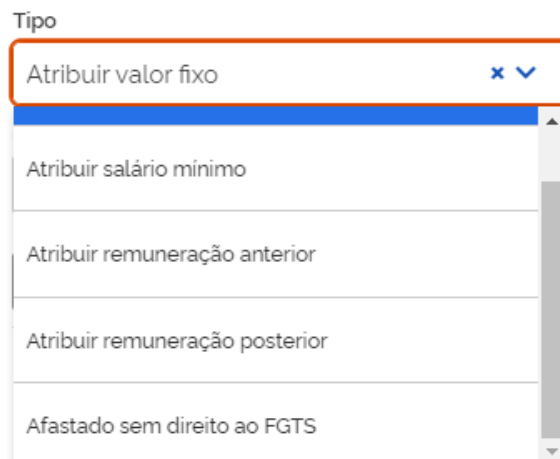 Tipo
Atribuir valor fixo
Atribuir salário mínimo
Atribuir remuneração anterior
Atribuir remuneração posterior
Afastado sem direito ao FGTS